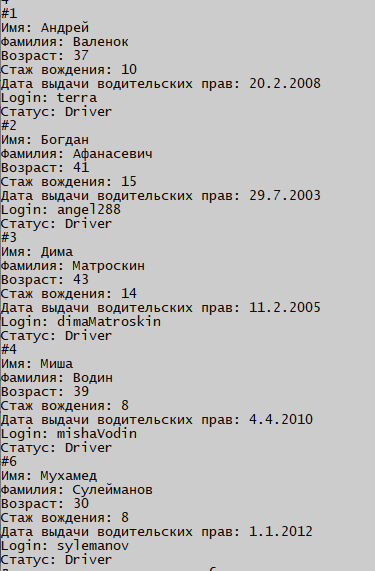 #1
Имя: Андрей
Фамилия: Валенок
Возраст: 37
Стаж вождения: 10
Дата выдачи водительских прав: 20.2.2008
Login: terra
Статус: Driver
#2
Имя: Богдан
Фамилия: Афанасевич
Возраст: 41
Стаж вождения: 15
Дата выдачи водительских прав: 29.7.2003
Login: angel288
Статус: Driver
#3
Имя: Дима
Фамилия: Матроскин
Возраст: 43
Стаж вождения: 14
Дата выдачи водительских прав: 11.2.2005
Login: dimaMatroskin
Статус: Driver
#4
Имя: Миша
Фамилия: Водин
Возраст: 39
Стаж вождения: 8
Дата выдачи водительских прав: 4.4.2010
Login: mishaVodin
Статус: Driver
#6
Имя: Мухамед
Фамилия: Сулейманов
Возраст: 30
Стаж вождения: 8
Дата выдачи водительских прав: 1.1.2012
Login: sylemanov
Статус: Driver